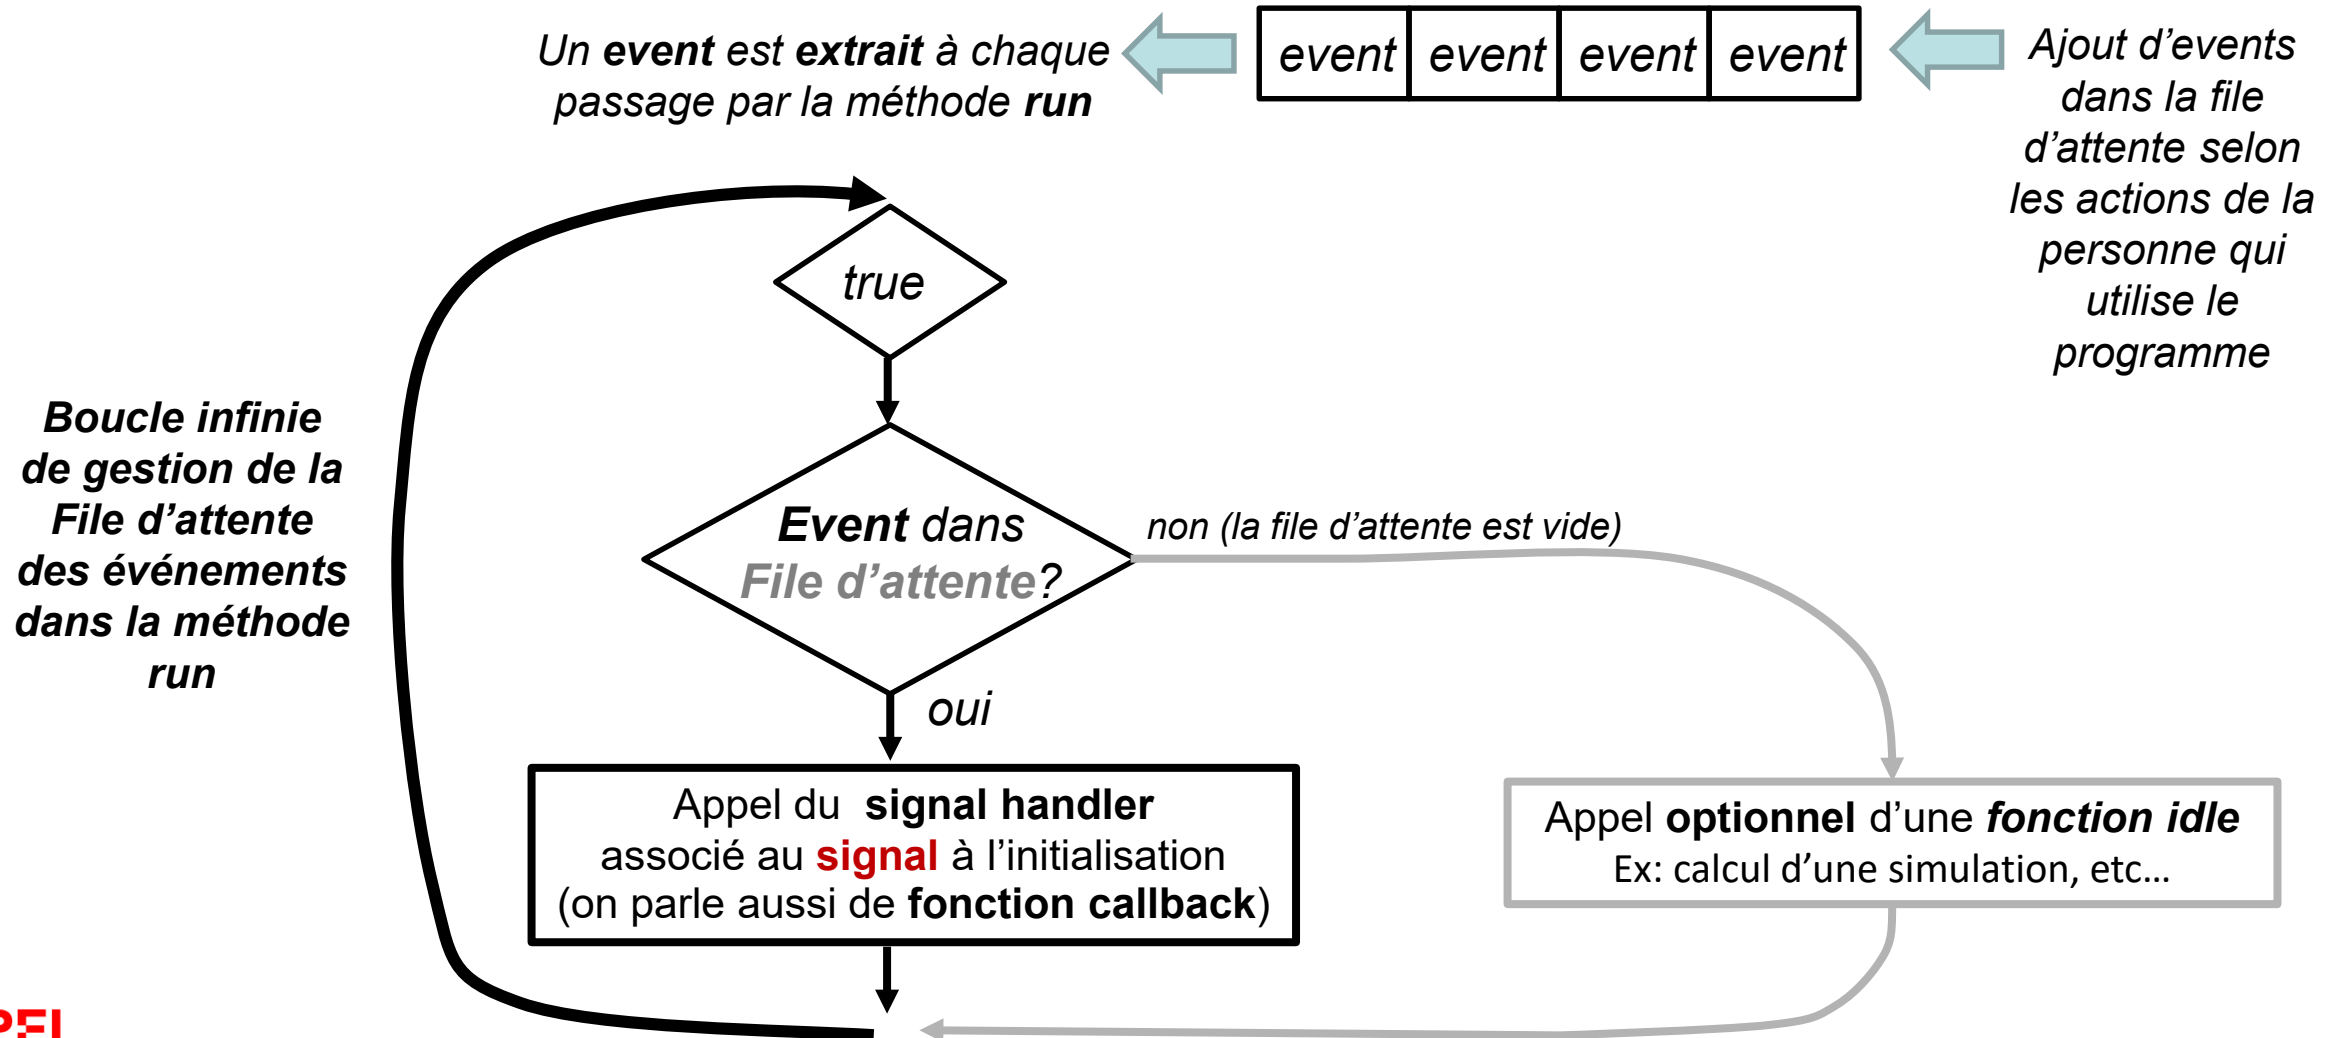 Un event est extrait à chaque
passage par la méthode run
event event event event
Ajout d'events
dans la file
d'attente selon
les actions de la
personne qui
utilise le
programme
true
Boucle infinie
de gestion de la
File d'attente
des événements
dans la méthode
run
Event dans
File d'attente?
non (la file d'attente est vide)
oui
Appel du signal handler
associé au signal à l'initialisation
(on parle aussi de fonction callback)
Appel optionnel d'une fonction idle
Ex: calcul d'une simulation, etc…